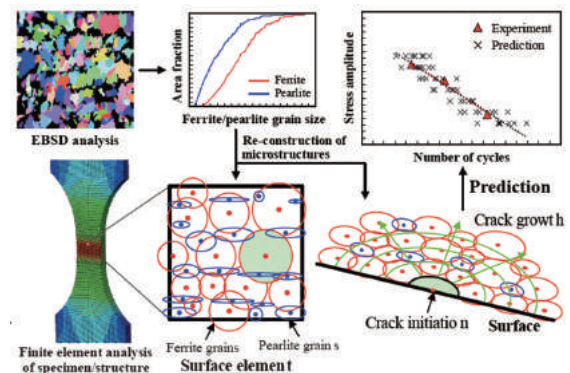 EBSD analysis
Area fraction
Ferrite
Pearlite
Ferrite/pearlite grain size
Stress amplitude
Experiment
Prediction
Number of cycles
Re-construction of
microstructures
Prediction
Crack growt h
Crack initiatio n
Surface
Ferrite grains
Pearlite grain s
Surface elemen t
Finite element analysis
of specimen/structure